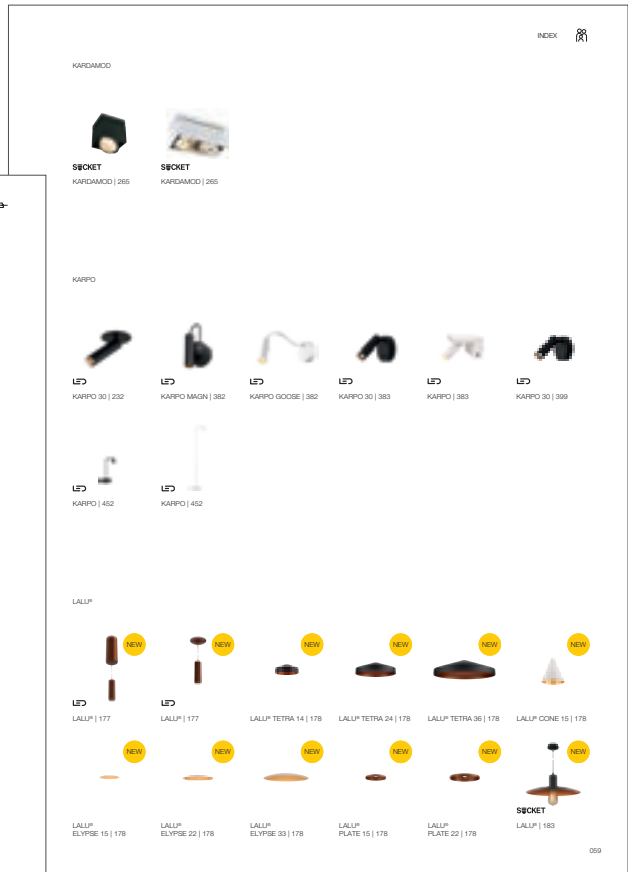 INDEX
KARDAMOD
SOCKET SOCKET
KARDAMOD | 265 KARDAMOD | 265
KARPO
LED LED LED LED LED LED
KARPO 30 | 232 KARPO MAGN | 382 KARPO GOOSE | 382 KARPO 30 | 383 KARPO | 383 KARPO 30 | 399
LED LED
KARPO | 452 KARPO | 452
LALU®
NEW NEW NEW NEW NEW NEW
LED LED
LALU® | 177 LALU® | 177 LALU® TETRA 14 | 178 LALU® TETRA 24 | 178 LALU® TETRA 36 | 178 LALU® CONE 15 | 178
NEW NEW NEW NEW NEW NEW
SOCKET
LALU® LALU® LALU® LALU® LALU® LALU® | 183
ELYPSE 15 | 178 ELYPSE 22 | 178 ELYPSE 33 | 178 PLATE 15 | 178 PLATE 22 | 178
059